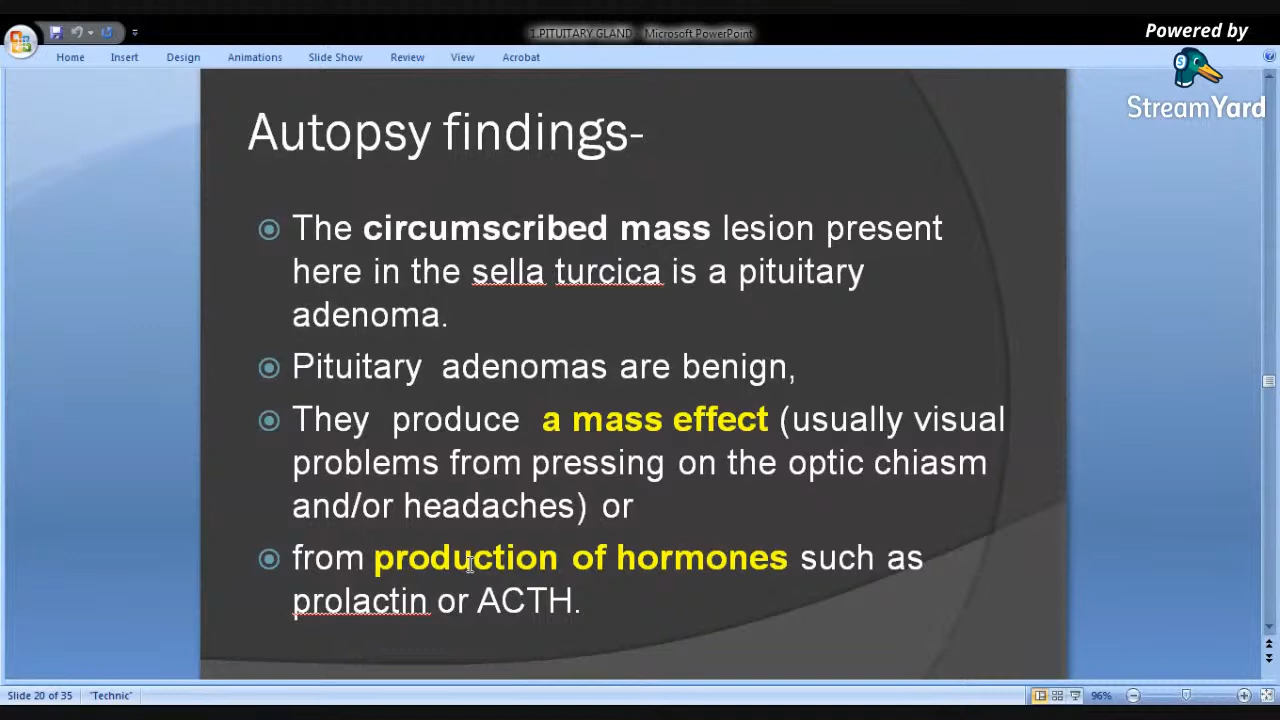 1.PITUITARY GLAND - Microsoft PowerPoint
Powered by
StreamYard
Home Insert Design Animations Slide Show Review View Acrobat
Autopsy findings-
The circumscribed mass lesion present
here in the sella turcica is a pituitary
adenoma.
Pituitary adenomas are benign,
They produce a mass effect (usually visual
problems from pressing on the optic chiasm
and/or headaches) or
from production of hormones such as
prolactin or ACTH.
Slide 20 of 35 "Technic" 96%